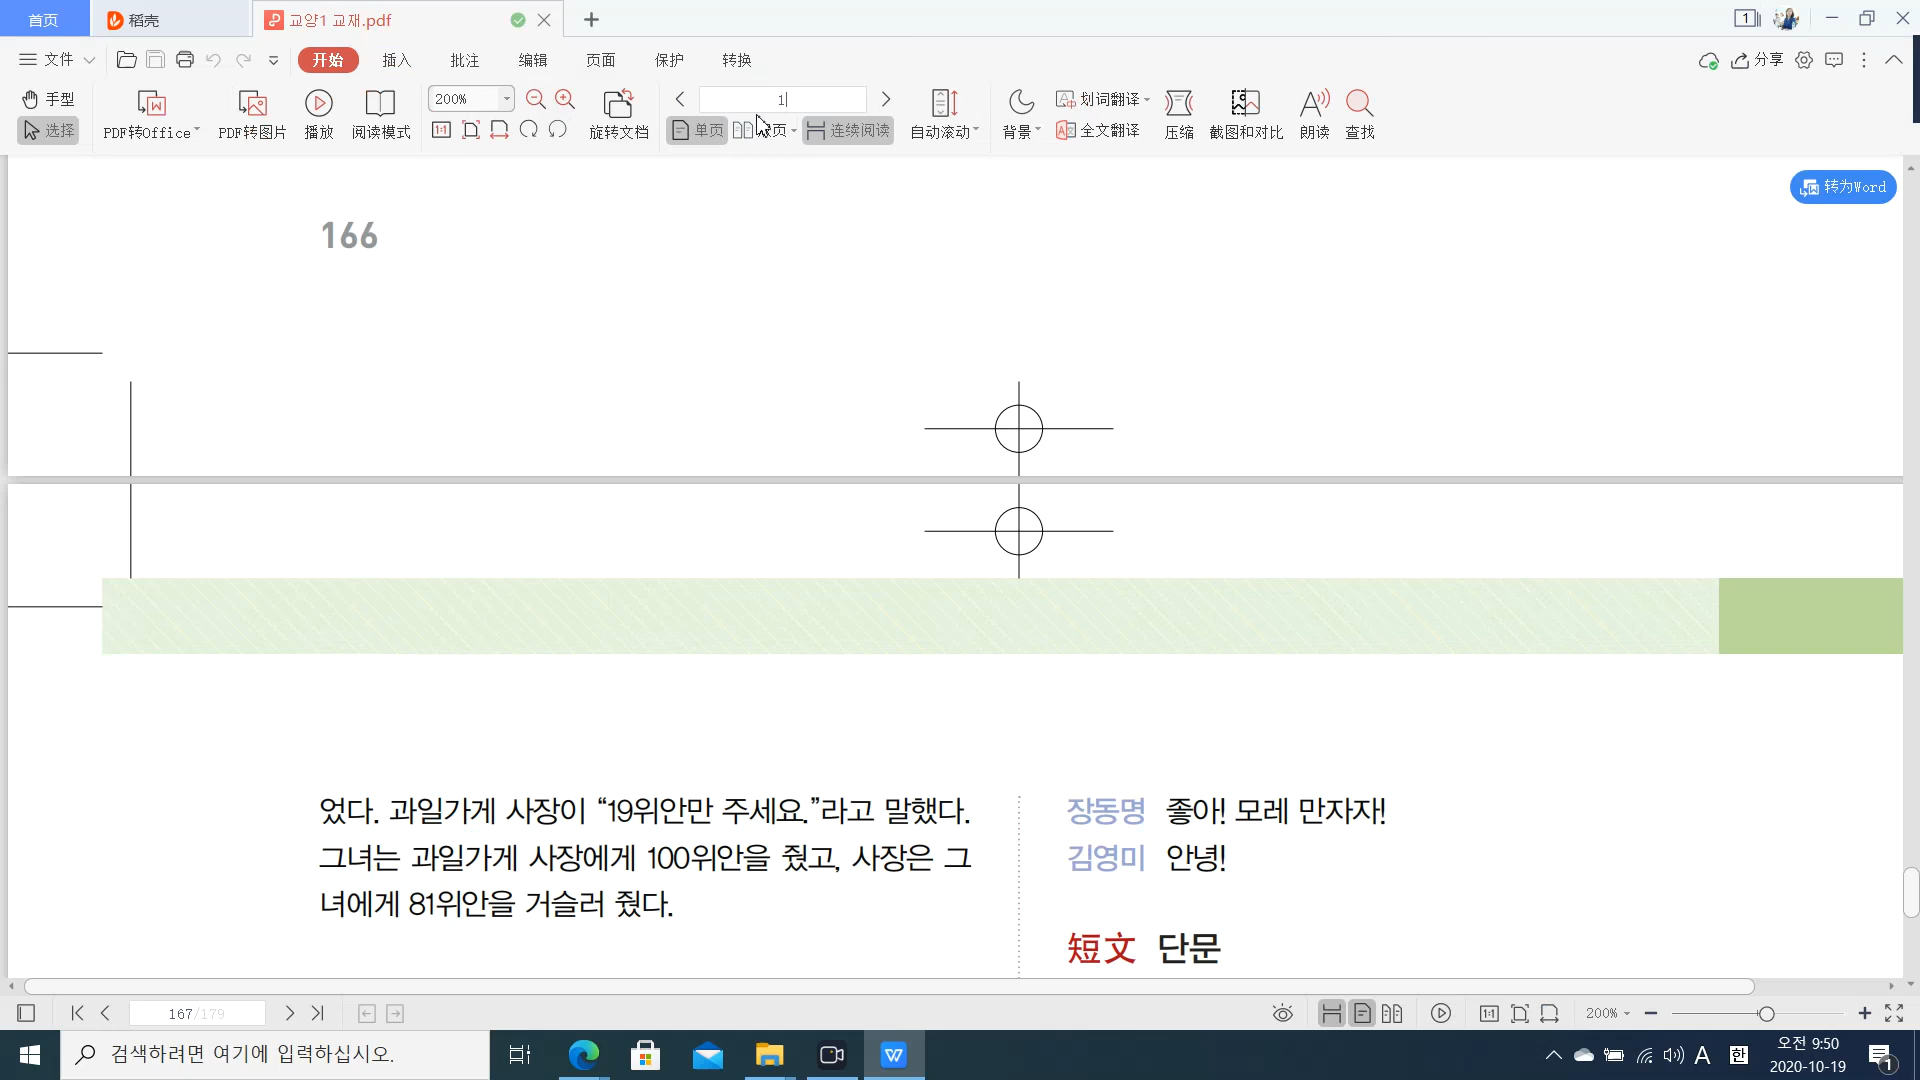 首页
稻壳
교양1 교재.pdf
1
文件
开始
插入
批注
编辑
页面
保护
转换
分享
手型
选择
PDF转Office
PDF转图片
播放
阅读模式
200%
1:1
旋转文档
1
单页
连续阅读
自动滚动
背景
划词翻译
全文翻译
压缩
截图和对比
朗读
查找
转为Word
166
었다. 과일가게 사장이 “19위안만 주세요.”라고 말했다.
그녀는 과일가게 사장에게 100위안을 줬고, 사장은 그
녀에게 81위안을 거슬러 줬다.
장동명 좋아! 모레 만자자!
김영미 안녕!
短文 단문
167/179
1:1
200%
검색하려면 여기에 입력하십시오.
A
한
오전 9:50
2020-10-19
1